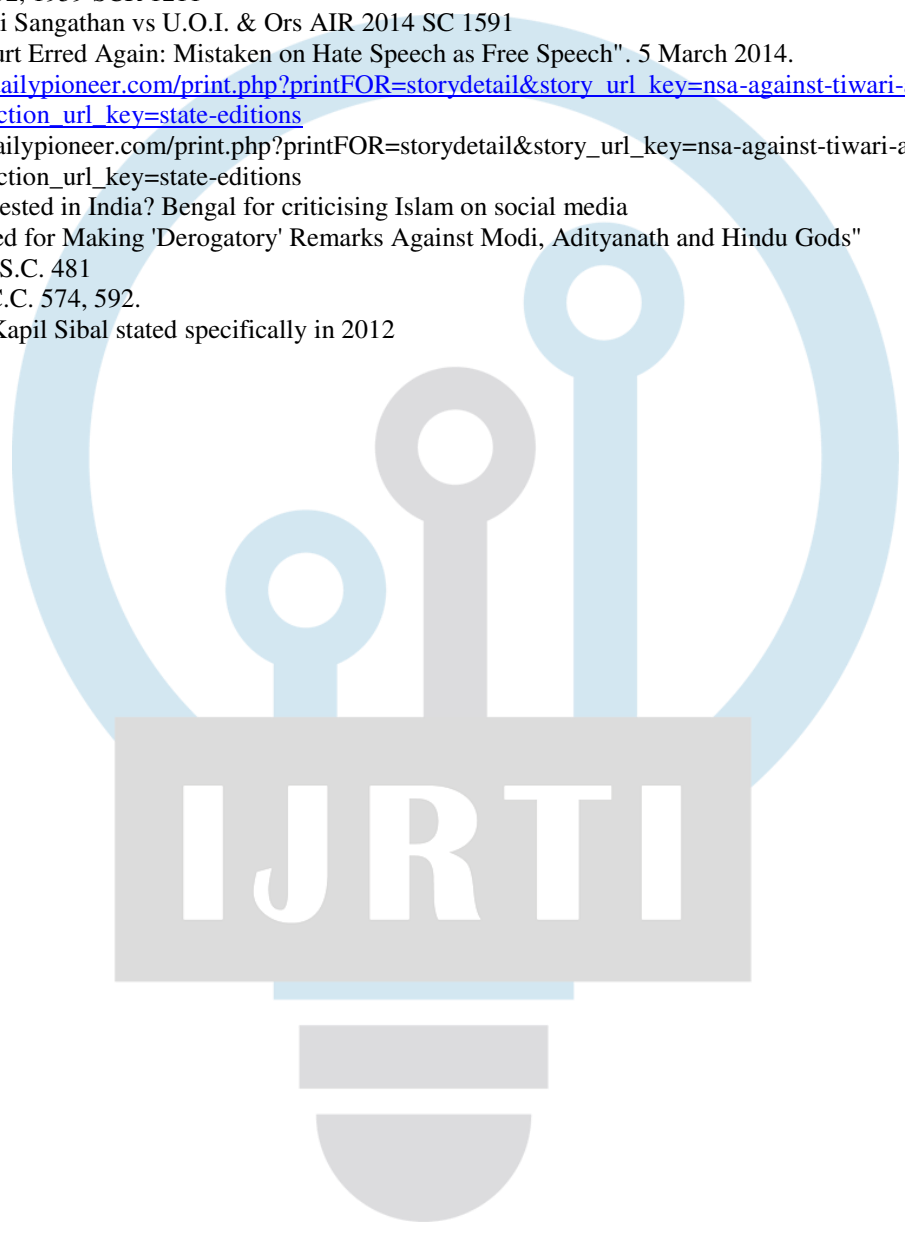 i Sangathan vs U.O.I. & Ors AIR 2014 SC 1591
urt Erred Again: Mistaken on Hate Speech as Free Speech". 5 March 2014.
ailypioneer.com/print.php?printFOR=storydetail&story_url_key=nsa-against-tiwari-
ction_url_key=state-editions
ailypioneer.com/print.php?printFOR=storydetail&story_url_key=nsa-against-tiwari-a
ction_url_key=state-editions
ested in India? Bengal for criticising Islam on social media
ed for Making 'Derogatory' Remarks Against Modi, Adityanath and Hindu Gods"
S.C. 481
C.C. 574, 592.
Kapil Sibal stated specifically in 2012
IJRTI